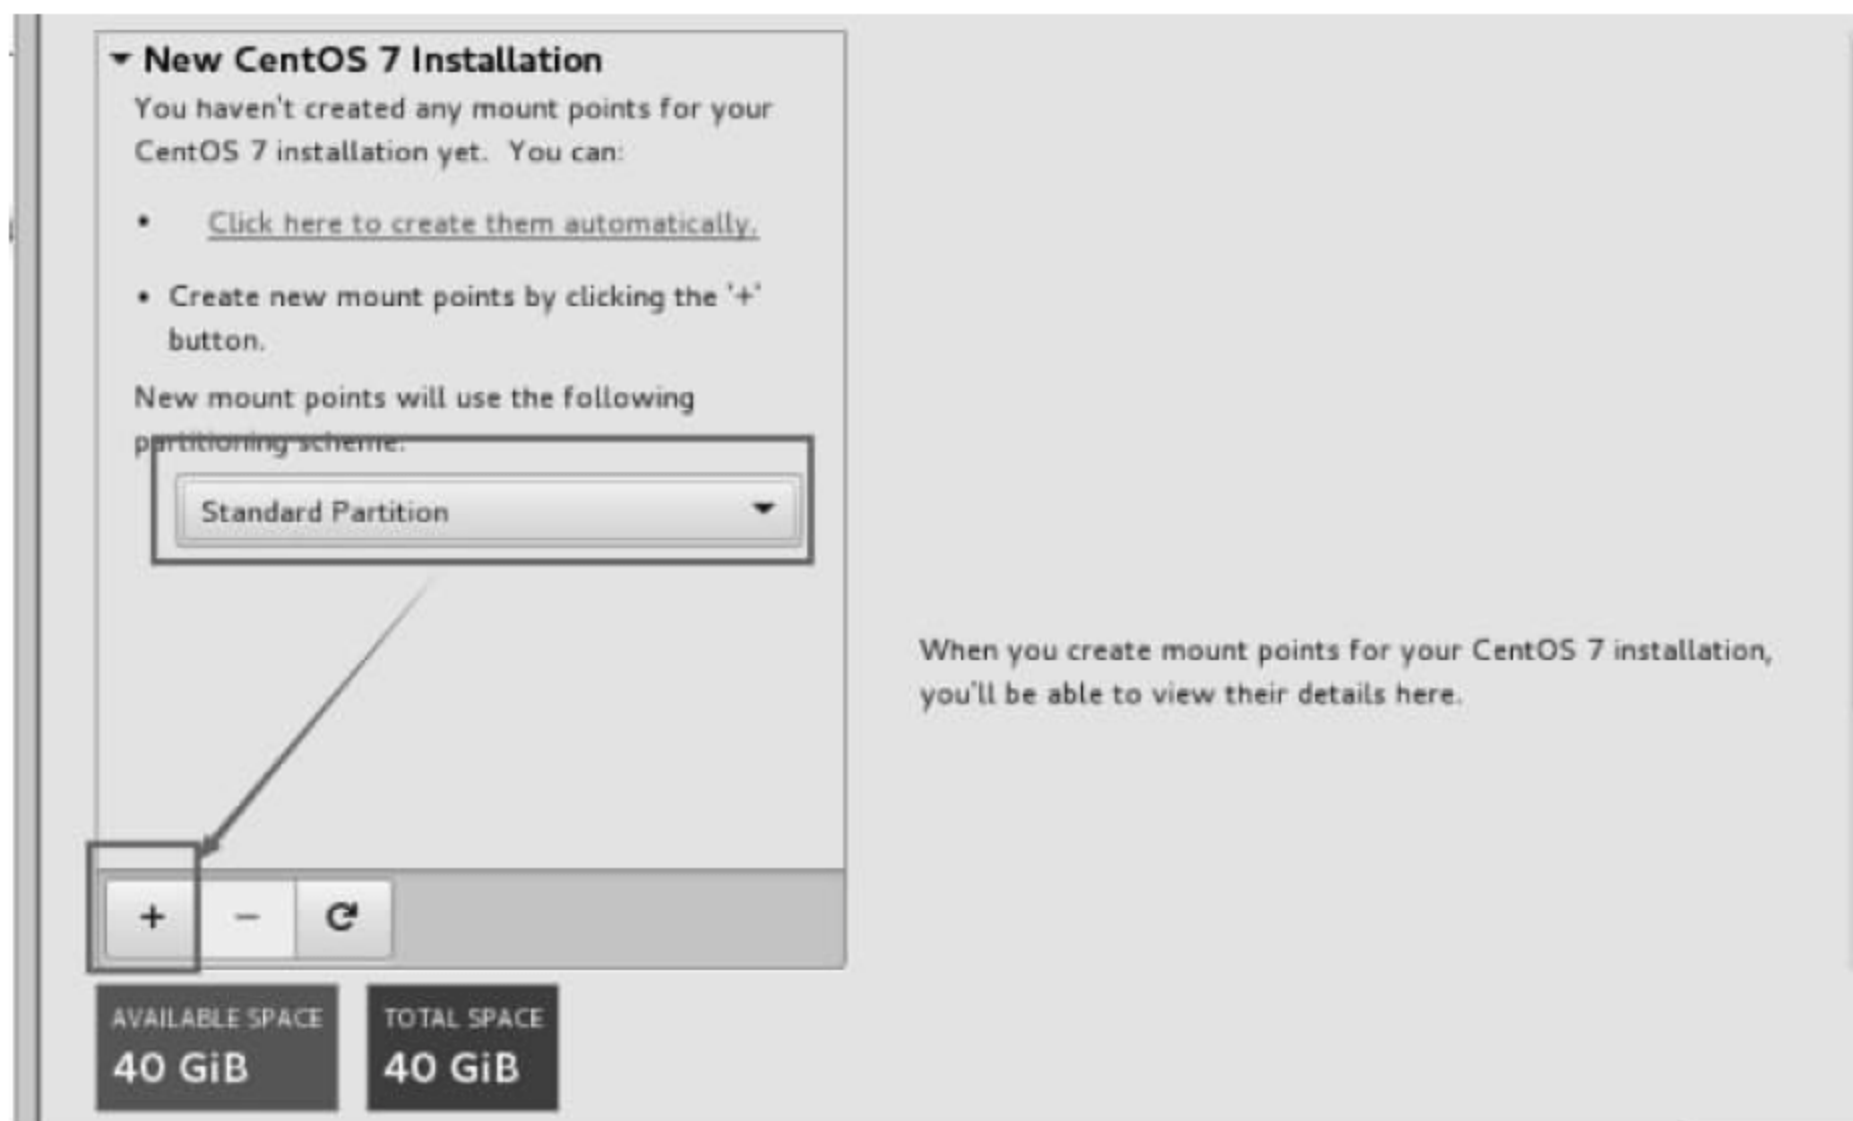 New CentOS 7 Installation
You haven't created any mount points for your
CentOS 7 installation yet. You can:
• Click here to create them automatically.
• Create new mount points by clicking the '+'
button.
New mount points will use the following
partitioning scheme:
Standard Partition
When you create mount points for your CentOS 7 installation,
you'll be able to view their details here.
+ −
AVAILABLE SPACE
40 GiB
TOTAL SPACE
40 GiB